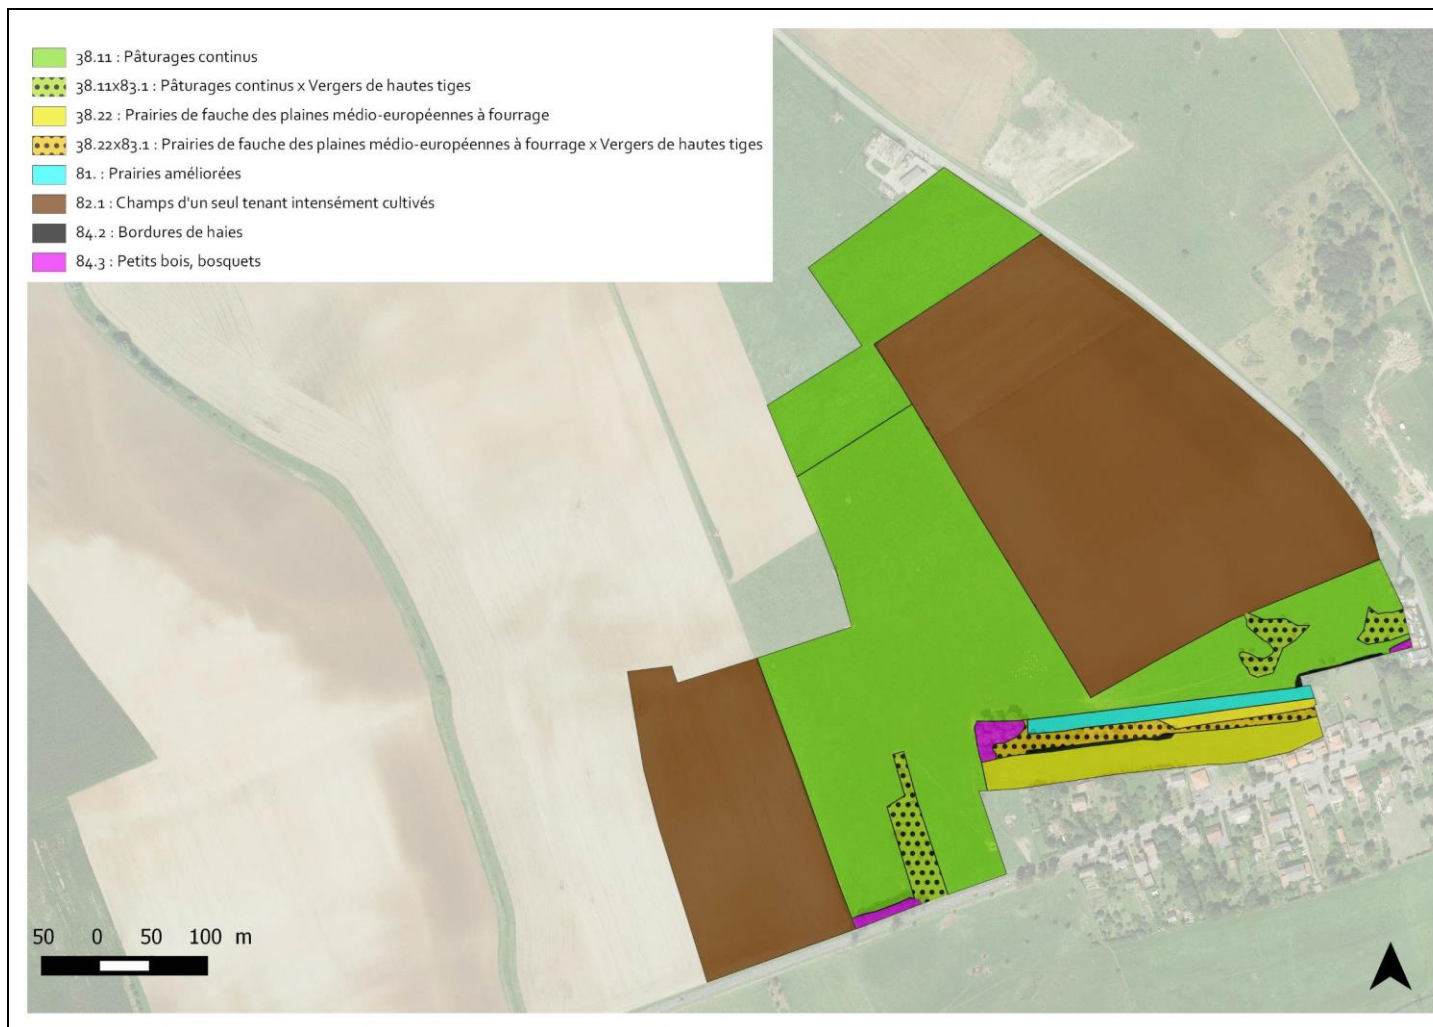 38.11 : Pâturages continus
38.11x83.1 : Pâturages continus x Vergers de hautes tiges
38.22 : Prairies de fauche des plaines médio-européennes à fourrage
38.22x83.1 : Prairies de fauche des plaines médio-européennes à fourrage x Vergers de hautes tiges
81. : Prairies améliorées
82.1 : Champs d'un seul tenant intensément cultivés
84.2 : Bordures de haies
84.3 : Petits bois, bosquets
50 0 50 100 m